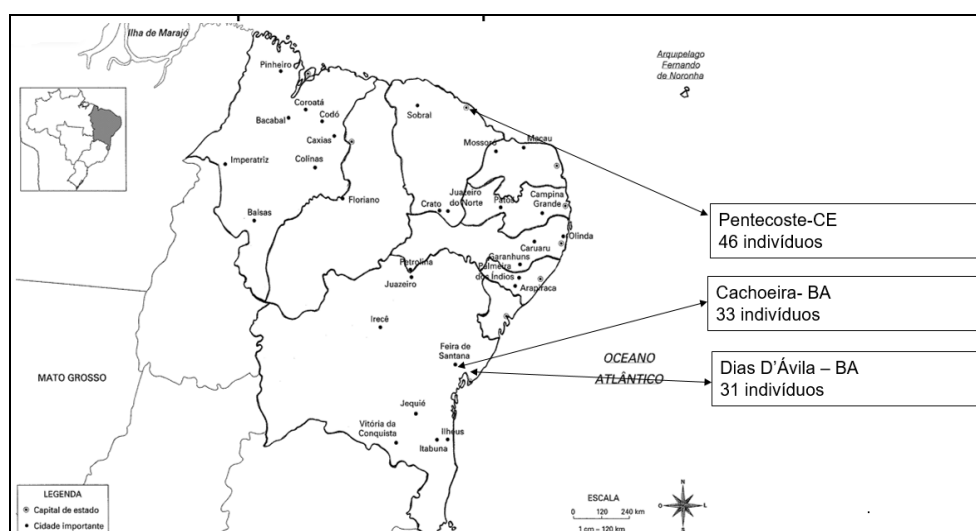 Ilha de Marajó
Arquipelago
Fernando
de Noronha
Pinheiro
Coroatá
Bacabal
Codó
Caxias
Sobral
Mossoró
Macau
Imperatriz
Colinas
Floriano
Crato
Juazeiro
do Norte
Patos
Campina
Grande
Balsas
Pentecoste-CE
46 indivíduos
Olinda
Caruaru
Garanhuns
Petrolina
Palmeira
dos Índios
Juazeiro
Arapiraca
Cachoeira- BA
33 indivíduos
Irecê
Feira de
Santana
OCEANO
ATLÂNTICO
Dias D’Ávila – BA
31 indivíduos
MATO GROSSO
Jequié
Vitória da
Conquista
Ilhéus
Itabuna
LEGENDA
Capital de estado
Cidade importante
ESCALA
0 120 240 km
1 cm – 120 km
N
O L
S